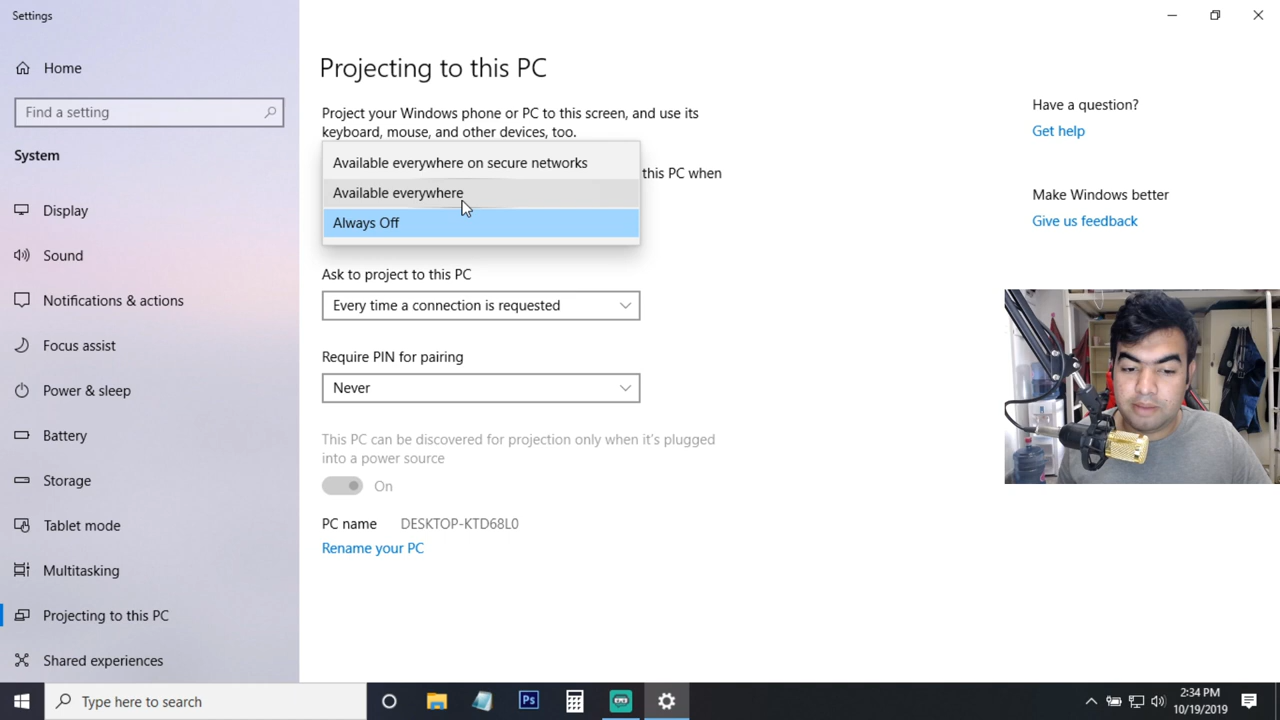 Settings
Home
Find a setting
System
Display
Sound
Notifications & actions
Focus assist
Power & sleep
Battery
Storage
Tablet mode
Multitasking
Projecting to this PC
Shared experiences
Projecting to this PC
Project your Windows phone or PC to this screen, and use its
keyboard, mouse, and other devices, too.
this PC when
Available everywhere on secure networks
Available everywhere
Always Off
Ask to project to this PC
Every time a connection is requested
Require PIN for pairing
Never
This PC can be discovered for projection only when it's plugged
into a power source
On
PC name DESKTOP-KTD68L0
Rename your PC
Have a question?
Get help
Make Windows better
Give us feedback
Type here to search
Ps
2:34 PM
10/19/2019